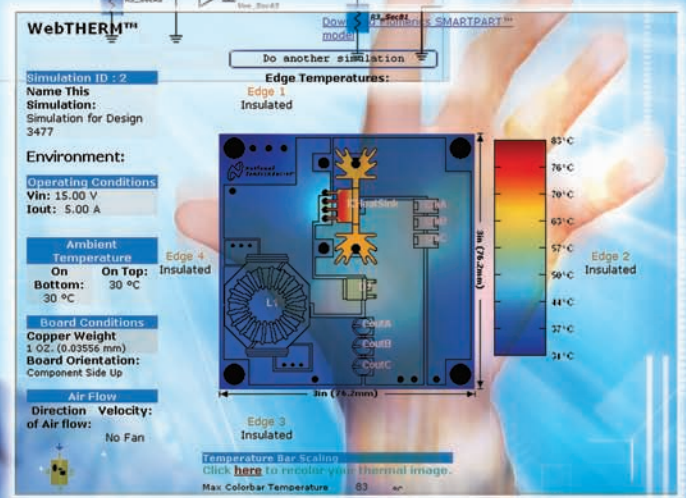 WebTHERM™
SMARTPART™
model
Do another simulation
Edge Temperatures:
Edge 1
Insulated
Simulation ID : 2
Name This
Simulation:
Simulation for Design
3477
Environment:
Operating Conditions
Vin: 15.00 V
Iout: 5.00 A
Ambient
Temperature
On Bottom:
30 ºC
On Top:
30 ºC
Board Conditions
Copper Weight
1 OZ. (0.03556 mm)
Board Orientation:
Component Side Up
Air Flow
Direction of Air flow:
Velocity:
No Fan
Edge 4
Insulated
National
Semiconductor
HeatSink
L1
CoutA
CoutB
CoutC
3in (76.2mm)
3in (76.2mm)
83°C
76°C
70°C
63°C
57°C
50°C
44°C
37°C
31°C
Edge 2
Insulated
Edge 3
Insulated
Temperature Bar Scaling
Click here to recolor your thermal image.
Max Colorbar Temperature 83